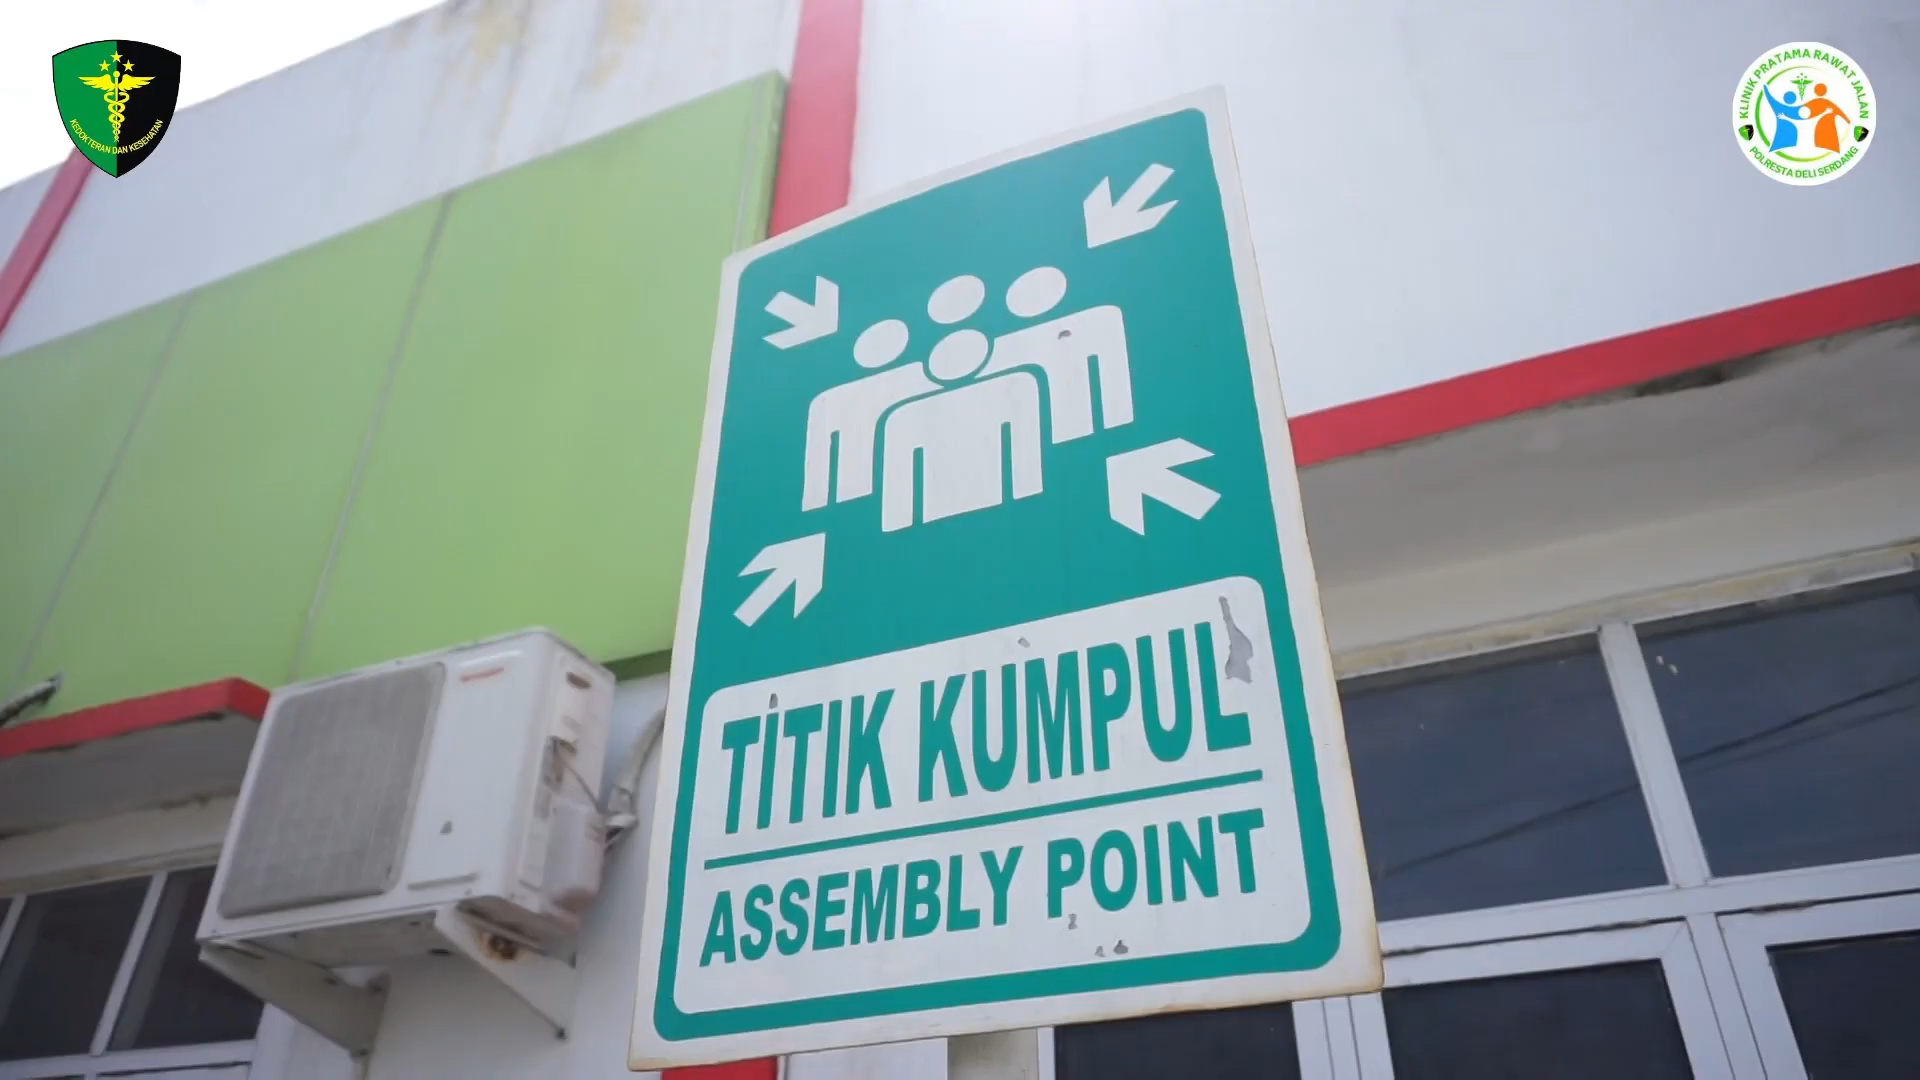 KEDOKTERAN DAN KESEHATAN
KLINIK PRATAMA RAWAT JALAN
POLRESTA DELI SERDANG
TITIK KUMPUL
ASSEMBLY POINT